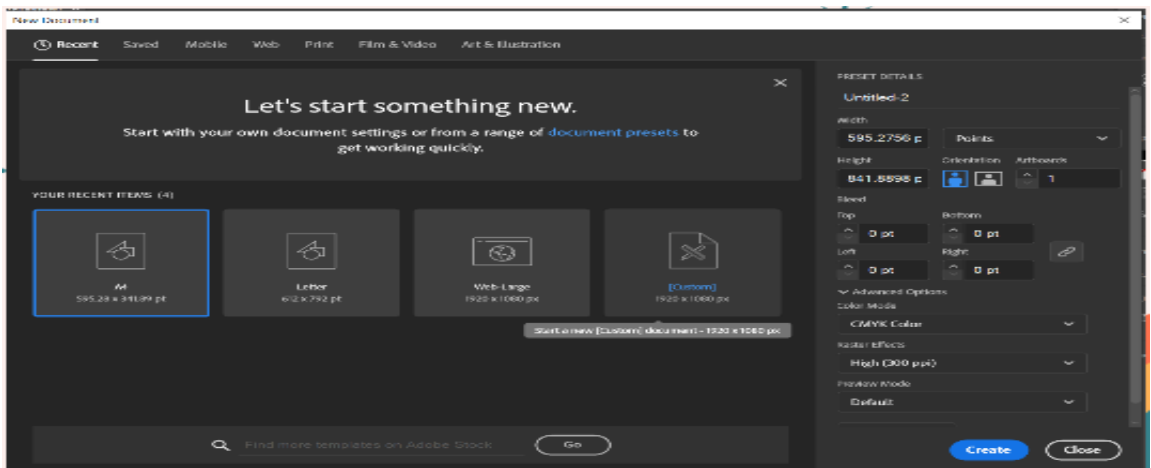 New Document
Recent Saved Mobile Web Print Film & Video Art & Illustration
Let's start something new.
Start with your own document settings or from a range of document presets to
get working quickly.
YOUR RECENT ITEMS (4)
A4
595.28 x 841.89 pt
Letter
612 x 792 pt
Web-Large
1920 x 1080 px
[Custom]
1920 x 1080 px
Start a new [Custom] document - 1920 x 1080 px
Find more templates on Adobe Stock
Go
PRESET DETAILS
Untitled-2
Width
595.2756 p Points
Height Orientation Artboards
841.8898 p 1
Bleed
Top Bottom
0 pt 0 pt
Left Right
0 pt 0 pt
Advanced Options
Color Mode
CMYK Color
Raster Effects
High (300 ppi)
Preview Mode
Default
Create Close